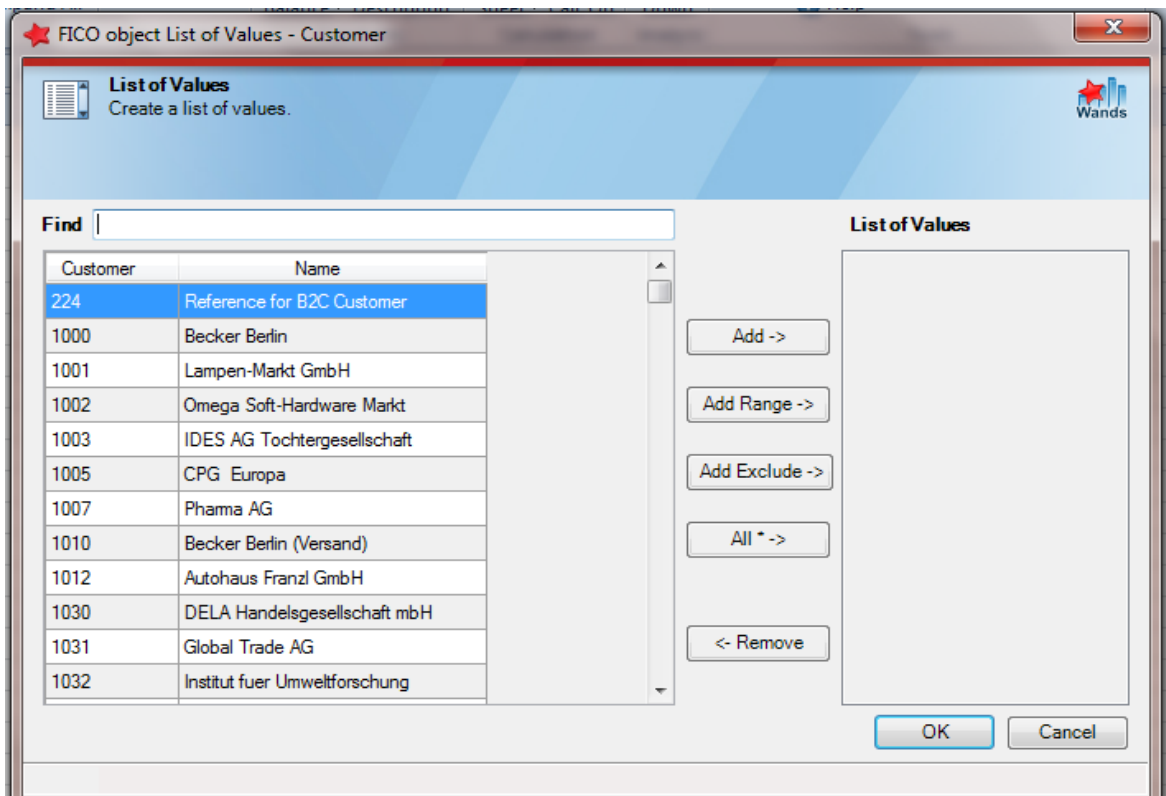 FICO object List of Values - Customer
x
List of Values
Create a list of values.
Wands
Find
List of Values
Customer Name
224 Reference for B2C Customer
1000 Becker Berlin
1001 Lampen-Markt GmbH
1002 Omega Soft-Hardware Markt
1003 IDES AG Tochtergesellschaft
1005 CPG Europa
1007 Pharma AG
1010 Becker Berlin (Versand)
1012 Autohaus Franzl GmbH
1030 DELA Handelsgesellschaft mbH
1031 Global Trade AG
1032 Institut fuer Umweltforschung
Add ->
Add Range ->
Add Exclude ->
All * ->
<- Remove
OK Cancel